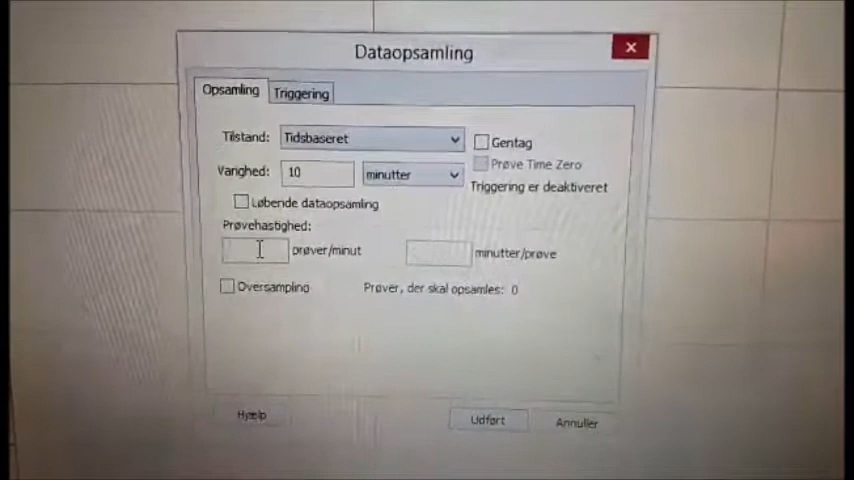 Dataopsamling
Opsamling Triggering
Tilstand: Tidsbaseret Gentag
Prøve Time Zero
Varighed: 10 minutter
Triggering er deaktiveret
Løbende dataopsamling
Prøvehastighed:
prøver/minut minutter/prøve
Oversampling Prøver, der skal opsamles: 0
Hjælp Udført Annuller